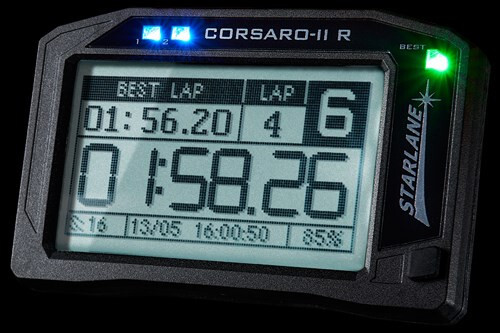 1 2 CORSARO-II R
BEST
BEST LAP LAP 6
01:56.20 4
01:58.26
16 13/05 16:00:50 85%
STARLANE